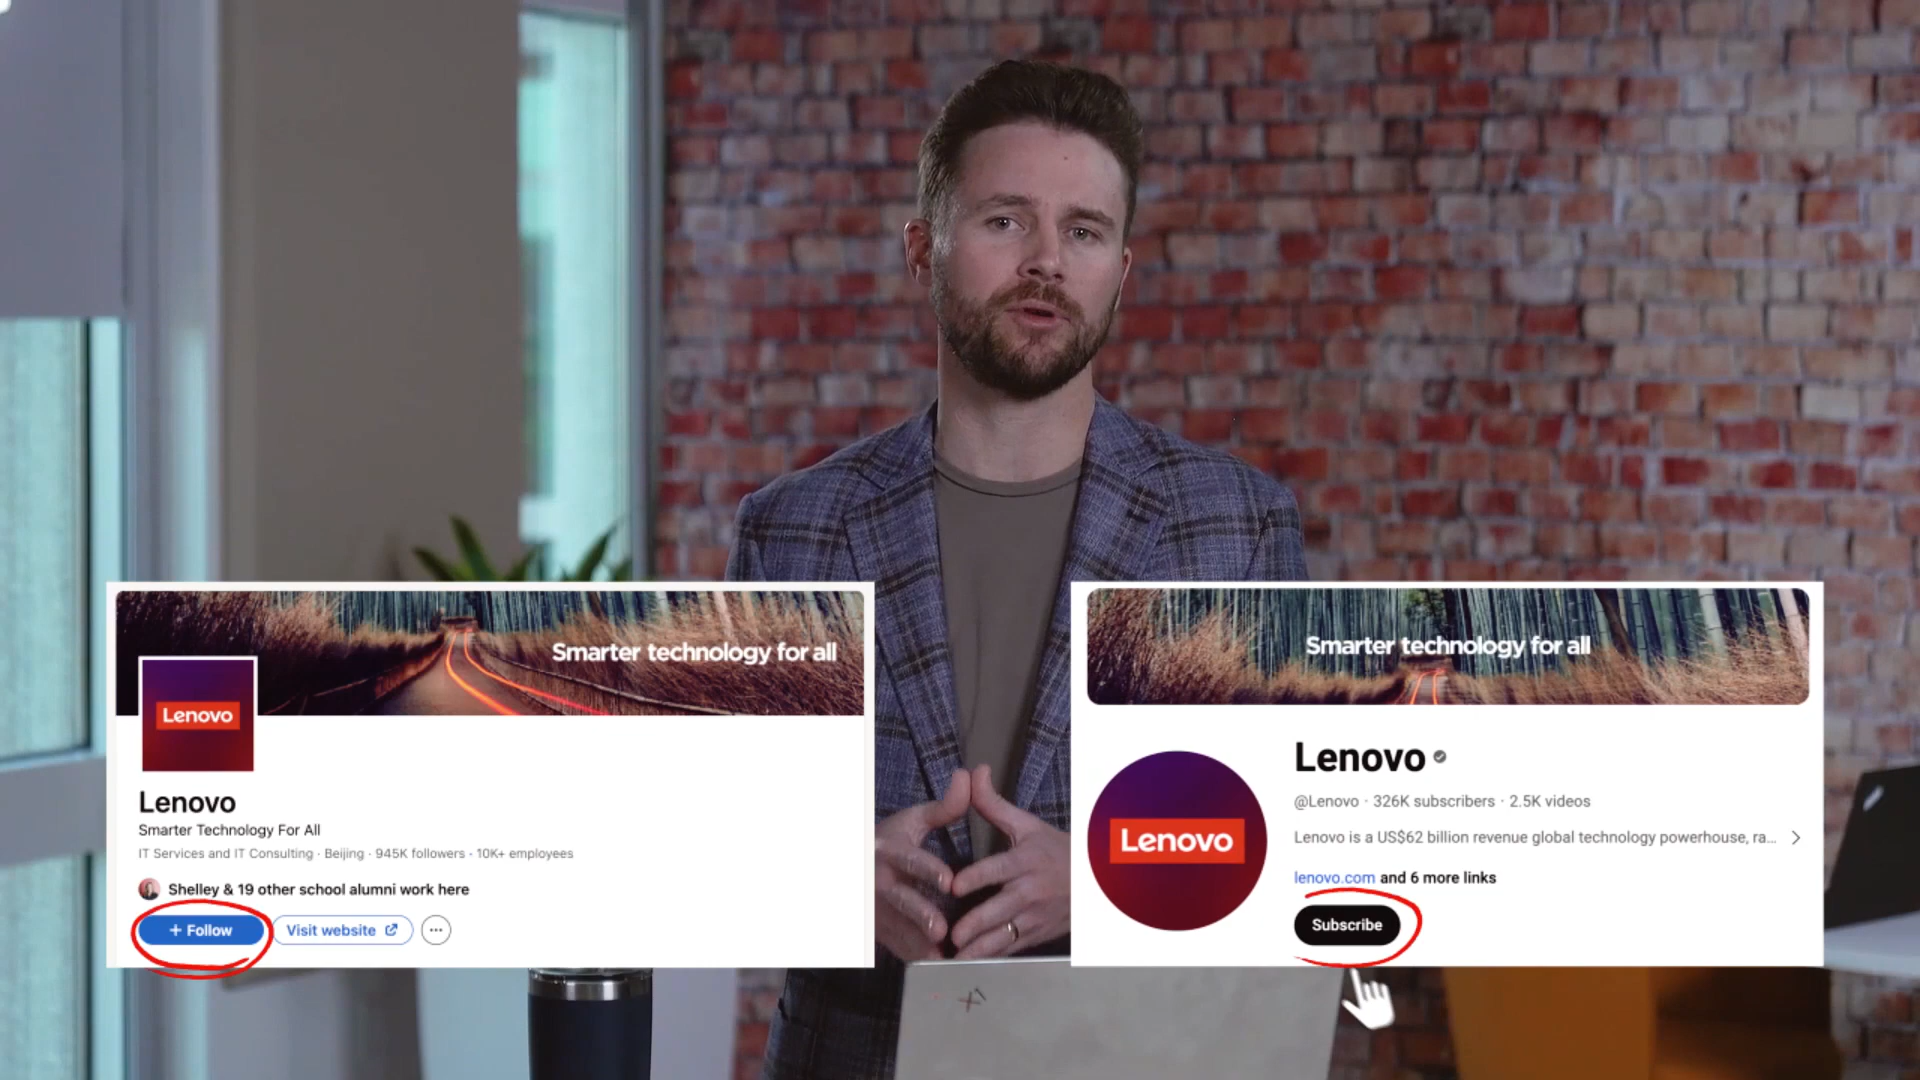 Smarter technology for all
Lenovo
Lenovo
Smarter Technology For All
IT Services and IT Consulting · Beijing · 945K followers · 10K+ employees
Shelley & 19 other school alumni work here
+ Follow
Visit website
Smarter technology for all
Lenovo
Lenovo
@Lenovo · 326K subscribers · 2.5K videos
Lenovo is a US$62 billion revenue global technology powerhouse, ra...
lenovo.com and 6 more links
Subscribe
X1